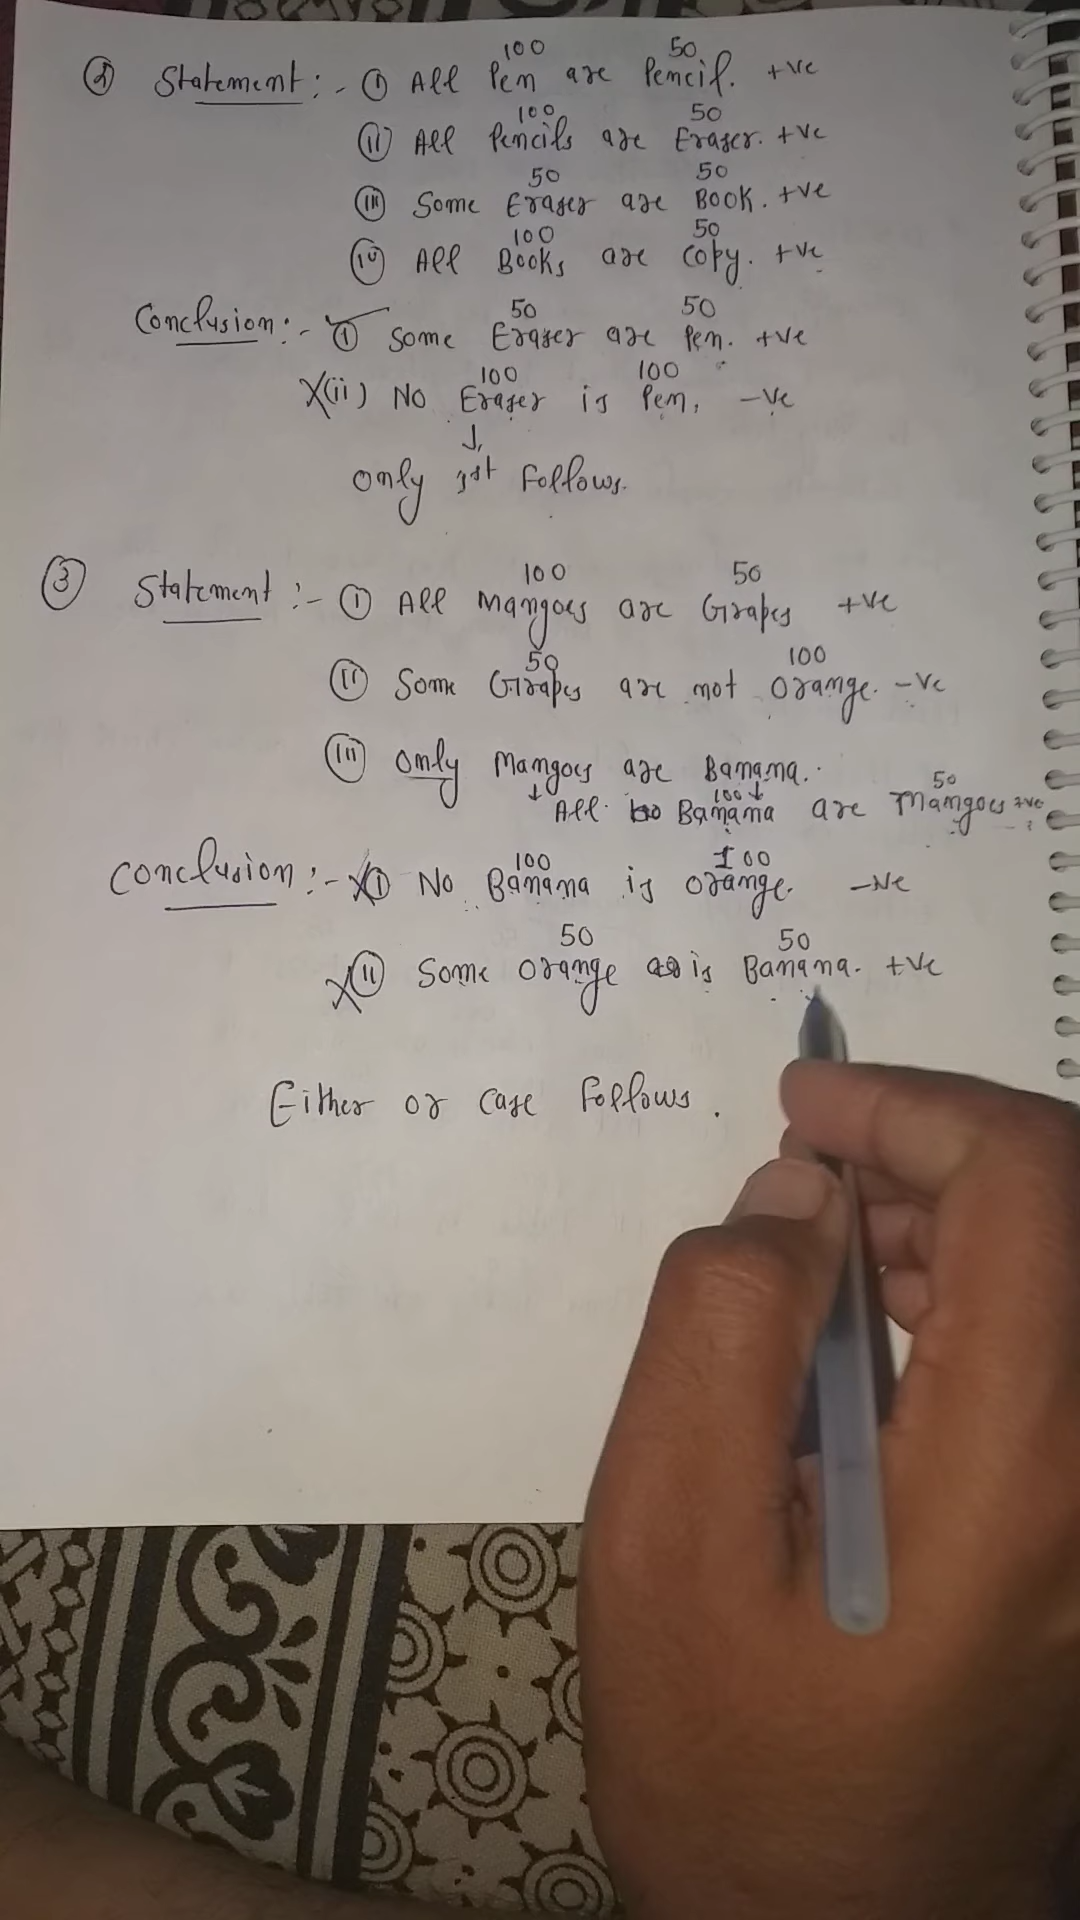 100 50
② Statement :- ① All Pen are Pencil. +ve
100 50
(ii) All Pencils are Eraser. +ve
50 50
(iii) Some Eraser are Book. +ve
100 50
(iv) All Books are Copy. +ve
50 50
Conclusion :- ① Some Eraser are Pen. +ve
100 100
X(ii) No Eraser is Pen. -ve
↓
only 1st Follows.
100 50
③ Statement :- ① All Mangoes are Grapes +ve
50 100
(ii) Some Grapes are not Orange. -ve
(iii) Only Mangoes are Banana.
100 50
↓ All Banana ↓ are Mangoes +ve
100 100
Conclusion :- X① No Banana is Orange. -ve
50 50
X(ii) Some Orange is Banana. +ve
Either or Case Follows.